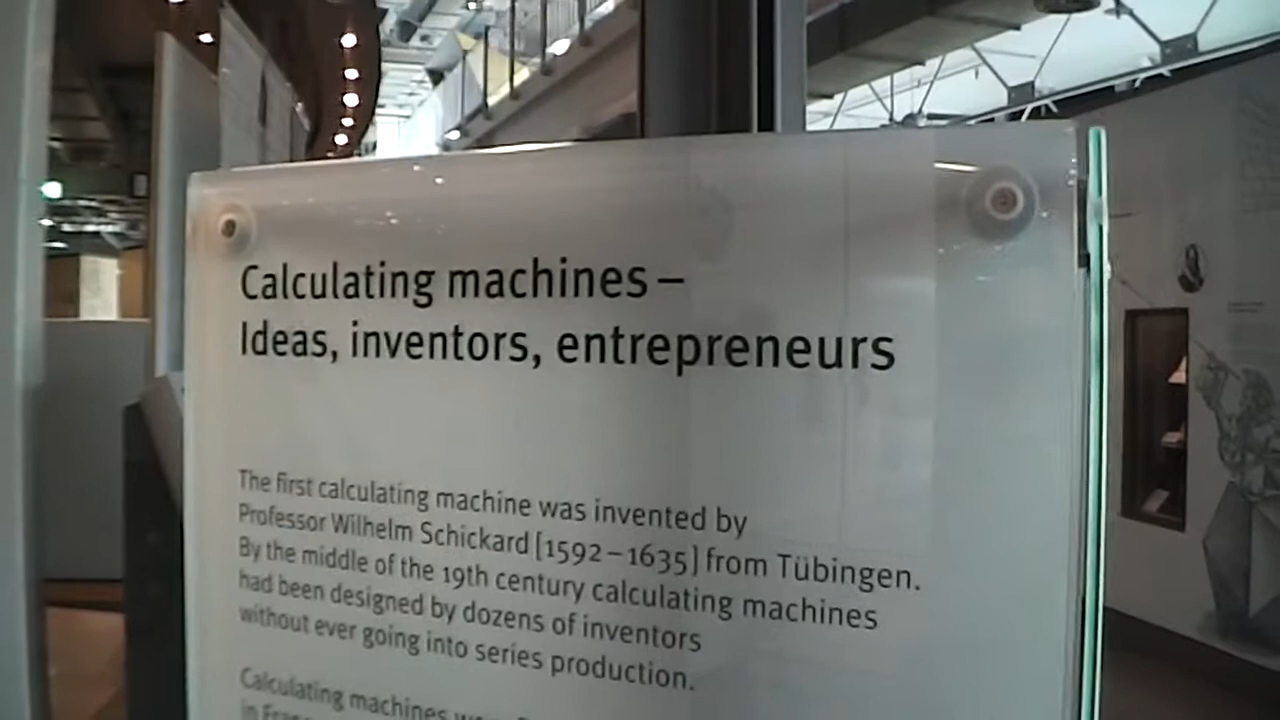 Calculating machines –
Ideas, inventors, entrepreneurs
The first calculating machine was invented by
Professor Wilhelm Schickard [1592 – 1635] from Tübingen.
By the middle of the 19th century calculating machines
had been designed by dozens of inventors
without ever going into series production.
Calculating machines
in